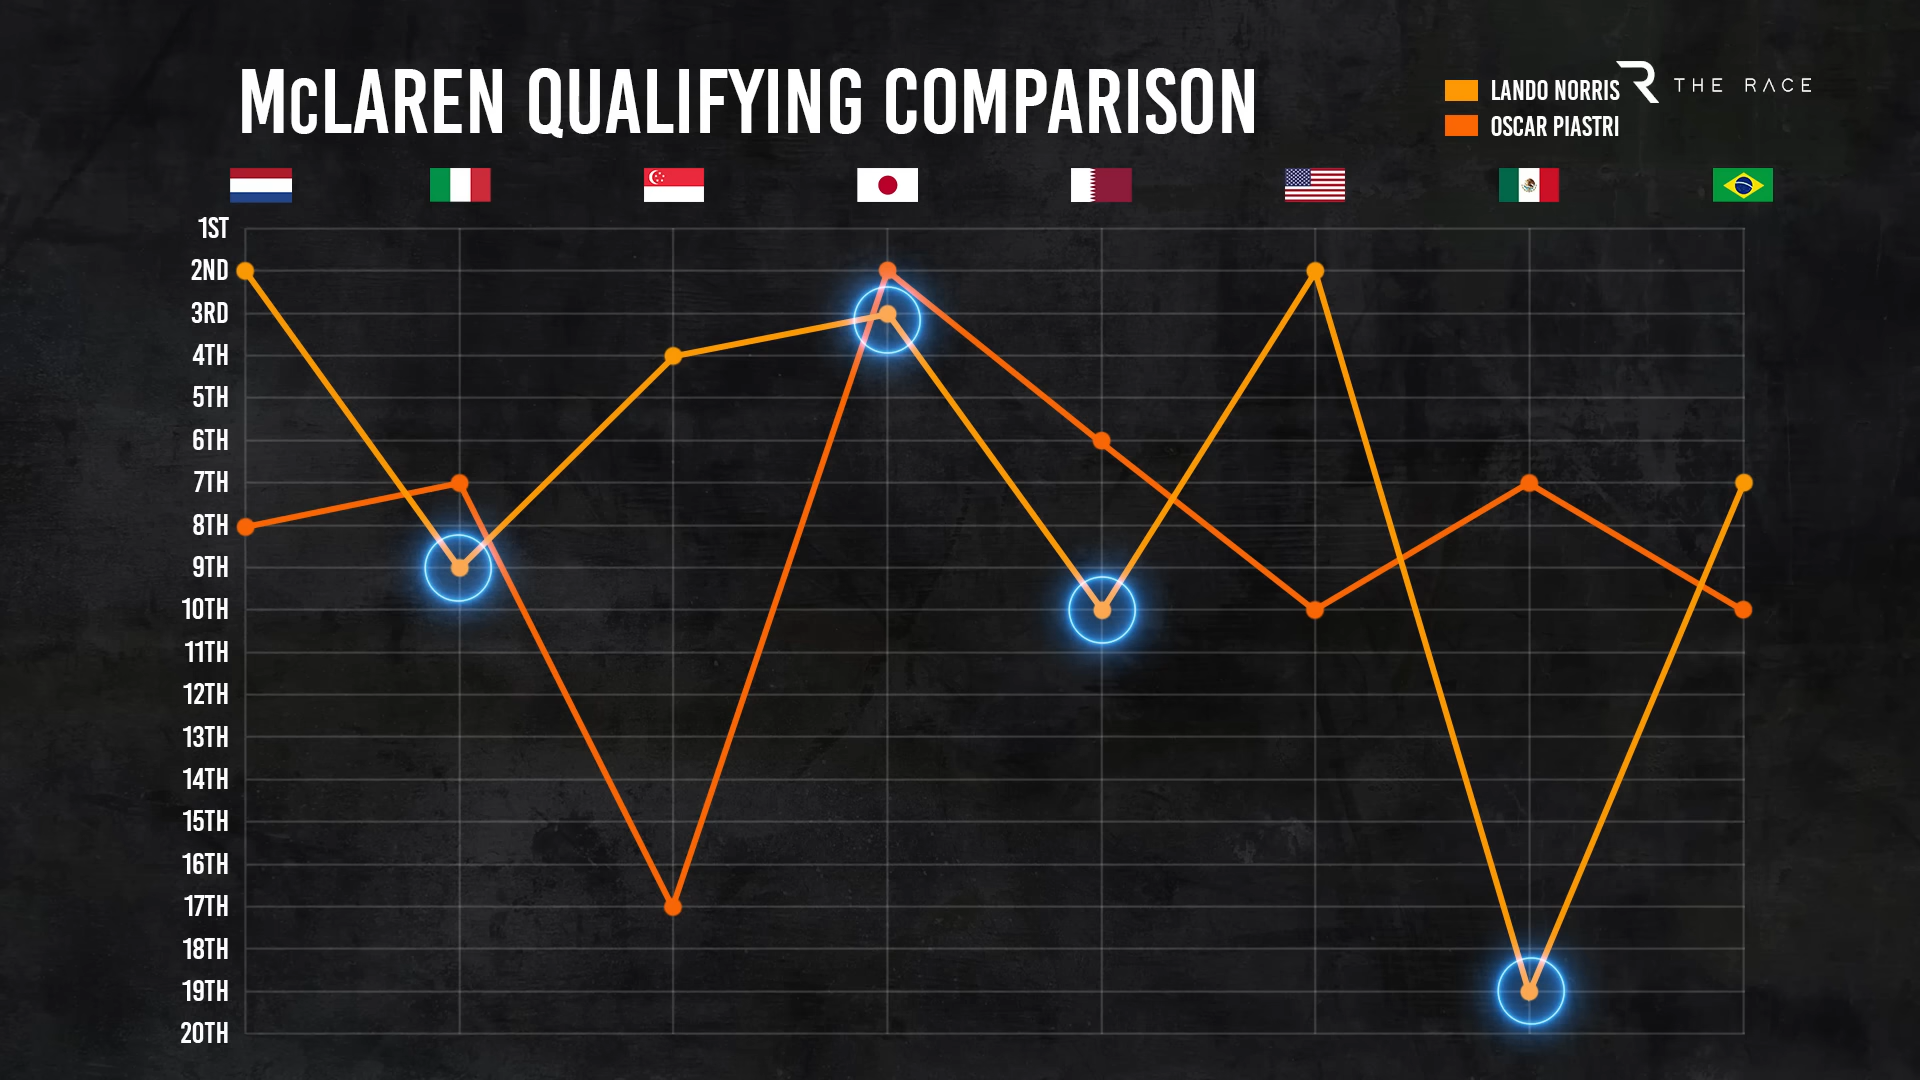 McLAREN QUALIFYING COMPARISON
LANDO NORRIS
THE RACE
OSCAR PIASTRI
1ST
2ND
3RD
4TH
5TH
6TH
7TH
8TH
9TH
10TH
11TH
12TH
13TH
14TH
15TH
16TH
17TH
18TH
19TH
20TH